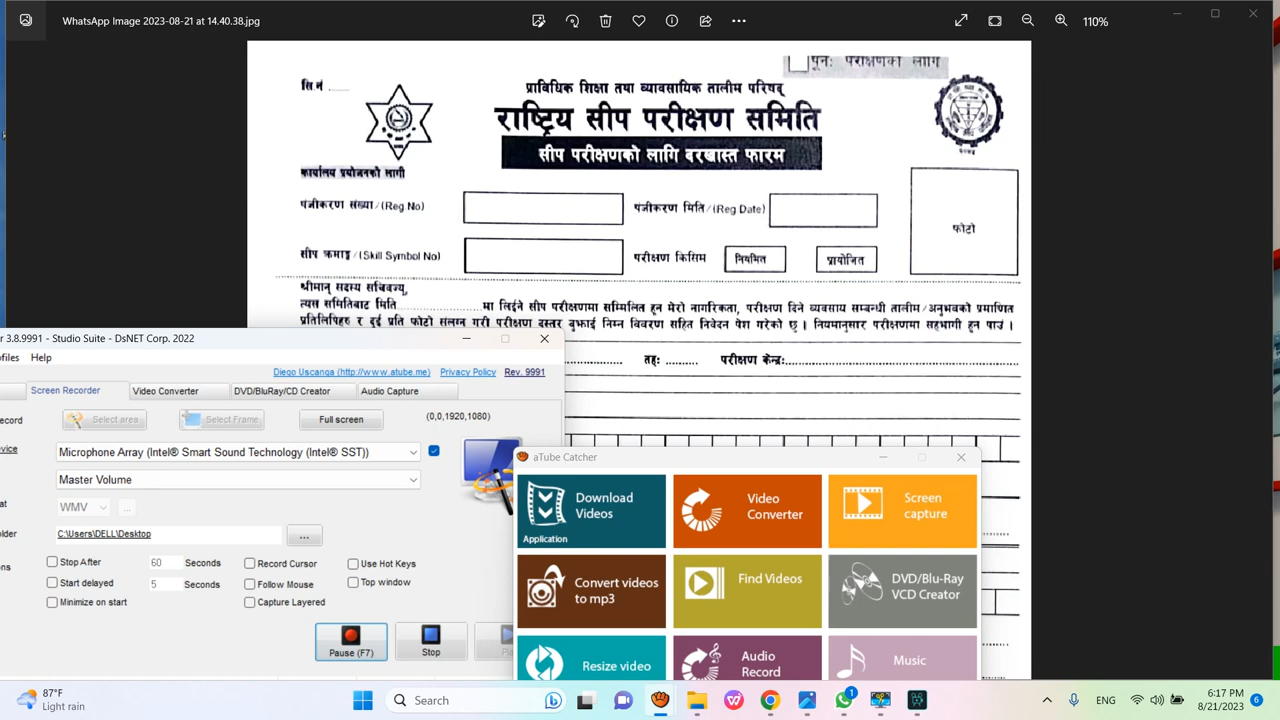 WhatsApp Image 2023-08-21 at 14.40.38.jpg
110%
पुनः परीक्षणको लागि
सि.नं. ......
प्राविधिक शिक्षा तथा व्यावसायिक तालीम परिषद्
राष्ट्रिय सीप परीक्षण समिति
सीप परीक्षणको लागि दरखास्त फारम
कार्यालय प्रयोजनको लागी
पंजीकरण संख्या/(Reg No)
पंजीकरण मिति/(Reg Date)
फोटो
सीप क्रमाङ्क/(Skill Symbol No)
परीक्षण किसिम
नियमित
प्रायोजित
श्रीमान् सदस्य सचिवज्यू,
त्यस समितिबाट मिति.................... मा लिईने सीप परीक्षणमा सम्मिलित हुन मेरो नागरिकता, परीक्षण दिने व्यवसाय सम्बन्धी तालीम/अनुभवको प्रमाणित
प्रतिलिपिहरु र दुई प्रति फोटो संलग्न गरी परीक्षण दस्तुर बुझाई निम्न विवरण सहित निवेदन पेश गरेको छु । नियमानुसार परीक्षणमा सहभागी हुन पाउं ।
तहः .......... परीक्षण केन्द्रः
r 3.8.9991 - Studio Suite - DsNET Corp. 2022
ofiles Help
Diego Uscanga (http://www.atube.me) Privacy Policy Rev. 9991
Screen Recorder Video Converter DVD/BluRay/CD Creator Audio Capture
ecord Select area Select Frame Full screen (0,0,1920,1080)
evice Microphone Array (Intel® Smart Sound Technology (Intel® SST))
Master Volume
at WMV ...
older C:\Users\DELL\Desktop ...
ons Stop After 60 Seconds Record Cursor Use Hot Keys
Start delayed 5 Seconds Follow Mouse Top window
Minimize on start Capture Layered
Pause (F7) Stop
aTube Catcher
Download Videos
Application
Video Converter
Screen capture
Convert videos to mp3
Find Videos
DVD/Blu-Ray VCD Creator
Resize video
Audio Record
Music
87°F
Light rain
Search
1
ENG
6:17 PM
8/21/2023
6